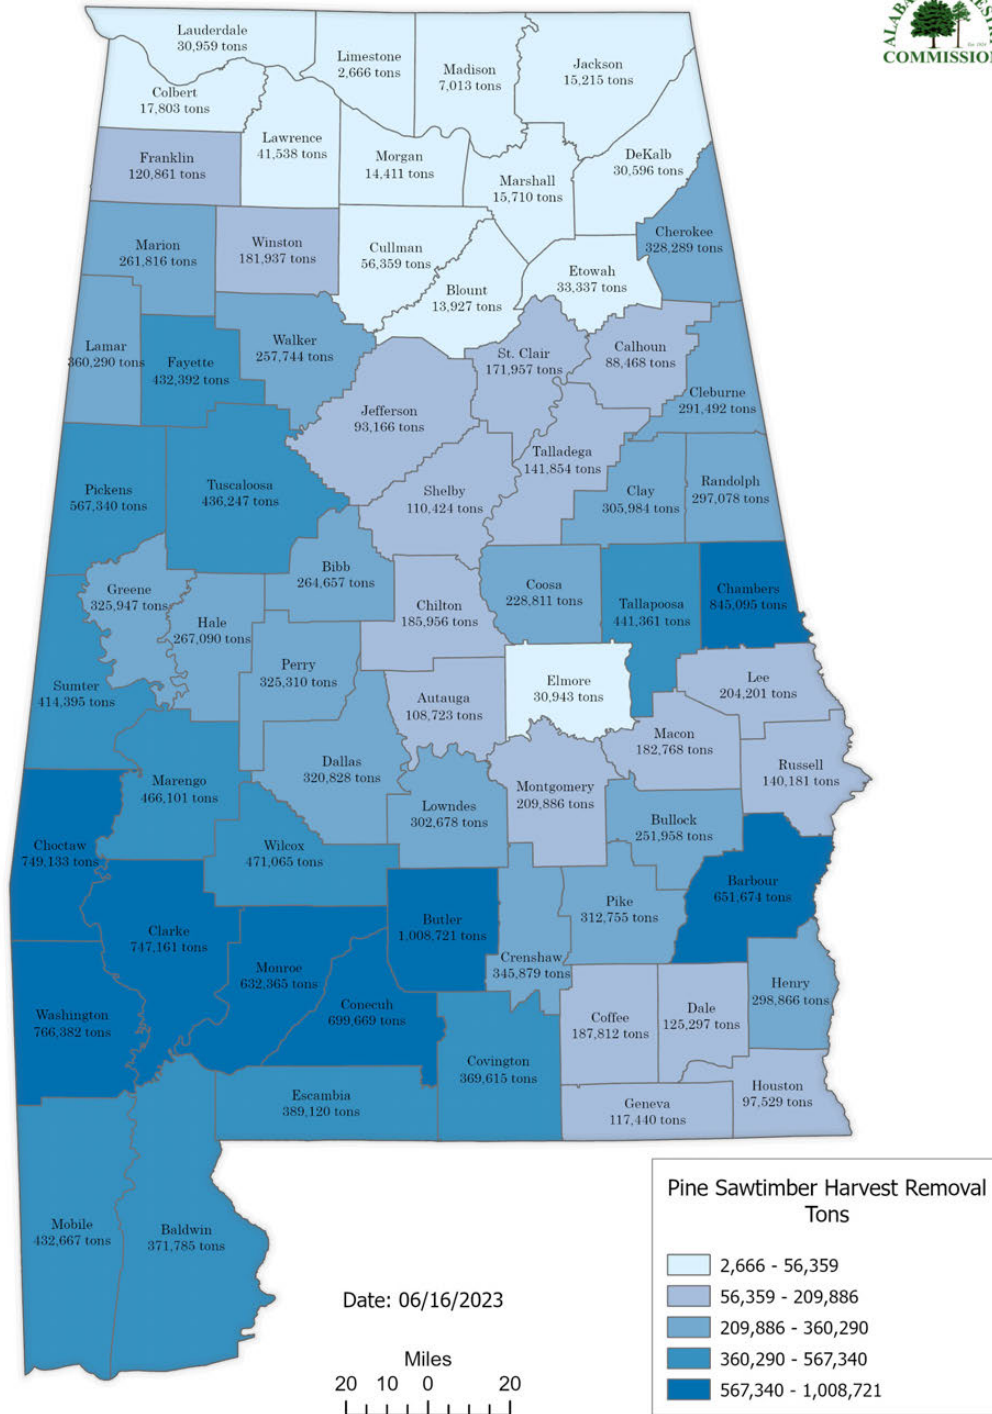 COMMISSION
Lauderdale
30,959 tons
Limestone
2,666 tons
Madison
7,013 tons
Jackson
15,215 tons
Colbert
17,803 tons
Lawrence
41,538 tons
Franklin
120,861 tons
Morgan
14,411 tons
Marshall
15,710 tons
DeKalb
30,596 tons
Marion
261,816 tons
Winston
181,937 tons
Cullman
56,359 tons
Blount
13,927 tons
Etowah
33,337 tons
Cherokee
328,289 tons
Lamar
360,290 tons
Fayette
432,392 tons
Walker
257,744 tons
St. Clair
171,957 tons
Calhoun
88,468 tons
Cleburne
291,492 tons
Jefferson
93,166 tons
Talladega
141,854 tons
Pickens
567,340 tons
Tuscaloosa
436,247 tons
Shelby
110,424 tons
Clay
305,984 tons
Randolph
297,078 tons
Greene
325,947 tons
Hale
267,090 tons
Bibb
264,657 tons
Chilton
185,956 tons
Coosa
228,811 tons
Tallapoosa
441,361 tons
Chambers
845,095 tons
Sumter
414,395 tons
Perry
325,310 tons
Autauga
108,723 tons
Elmore
30,943 tons
Lee
204,201 tons
Macon
182,768 tons
Russell
140,181 tons
Marengo
466,101 tons
Dallas
320,828 tons
Lowndes
302,678 tons
Montgomery
209,886 tons
Bullock
251,958 tons
Choctaw
749,133 tons
Wilcox
471,065 tons
Butler
1,008,721 tons
Crenshaw
345,879 tons
Pike
312,755 tons
Barbour
651,674 tons
Clarke
747,161 tons
Monroe
632,365 tons
Conecuh
699,669 tons
Henry
298,866 tons
Washington
766,382 tons
Covington
369,615 tons
Coffee
187,812 tons
Dale
125,297 tons
Escambia
389,120 tons
Geneva
117,440 tons
Houston
97,529 tons
Mobile
432,667 tons
Baldwin
371,785 tons
Date: 06/16/2023
Miles
20 10 0 20
Pine Sawtimber Harvest Removal
Tons
2,666 - 56,359
56,359 - 209,886
209,886 - 360,290
360,290 - 567,340
567,340 - 1,008,721